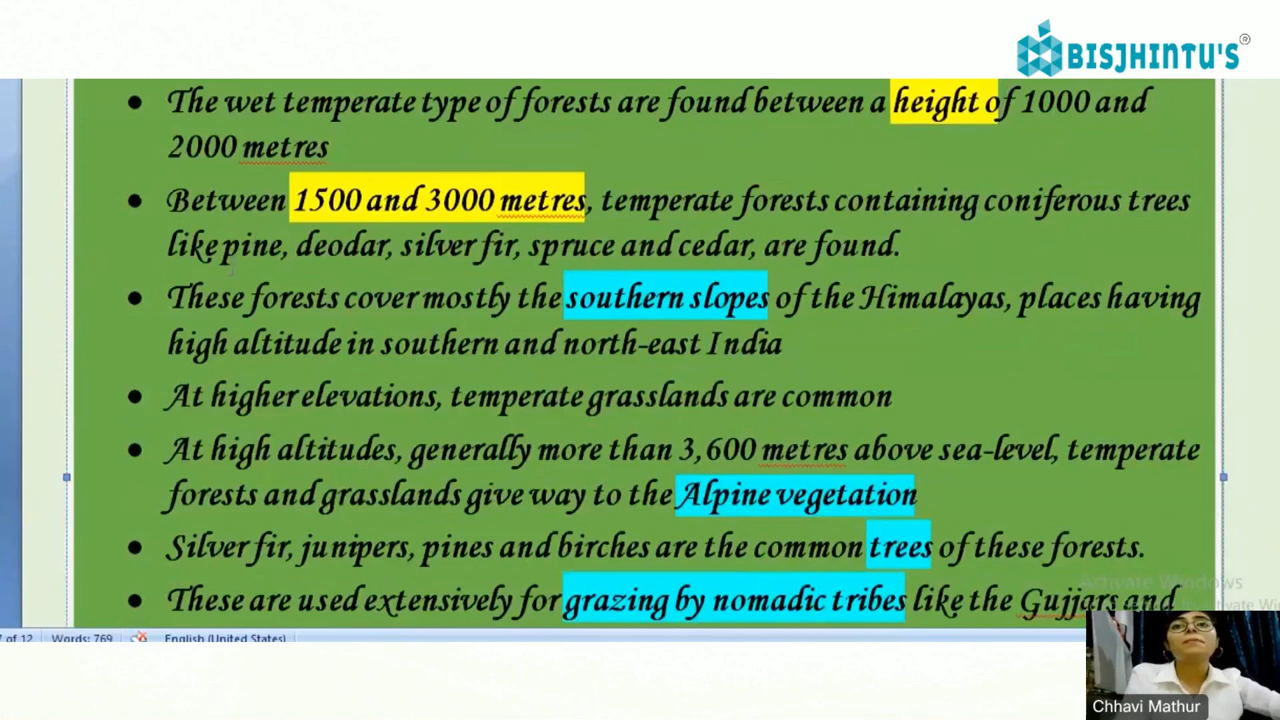 BISJHINTU'S®
The wet temperate type of forests are found between a height of 1000 and
2000 metres
Between 1500 and 3000 metres, temperate forests containing coniferous trees
like pine, deodar, silver fir, spruce and cedar, are found.
These forests cover mostly the southern slopes of the Himalayas, places having
high altitude in southern and north-east India
At higher elevations, temperate grasslands are common
At high altitudes, generally more than 3,600 metres above sea-level, temperate
forests and grasslands give way to the Alpine vegetation
Silver fir, junipers, pines and birches are the common trees of these forests.
Activate Windows
These are used extensively for grazing by nomadic tribes like the Gujjars and
of 12 Words: 769 English (United States)
Chhavi Mathur